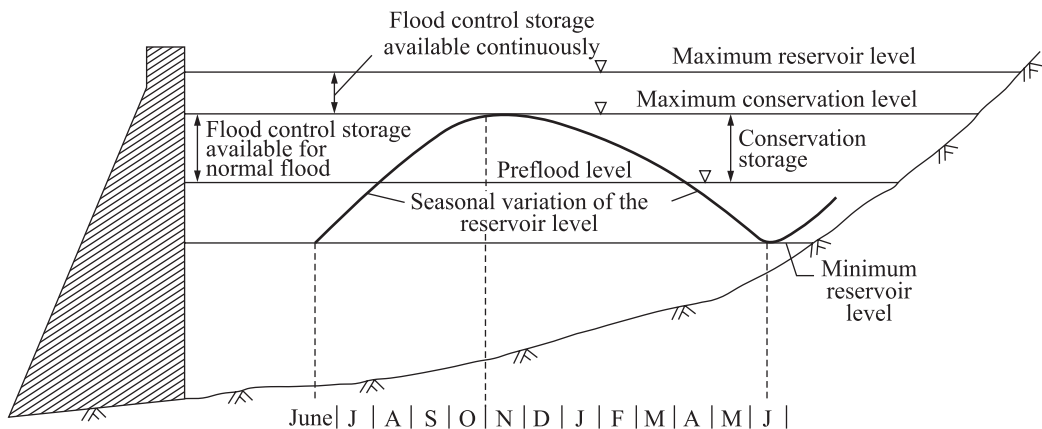 Flood control storage
available continuously
Maximum reservoir level
Maximum conservation level
Flood control storage
available for
normal flood
Conservation
storage
Preflood level
Seasonal variation of the
reservoir level
Minimum
reservoir
level
June J A S O N D J F M A M J